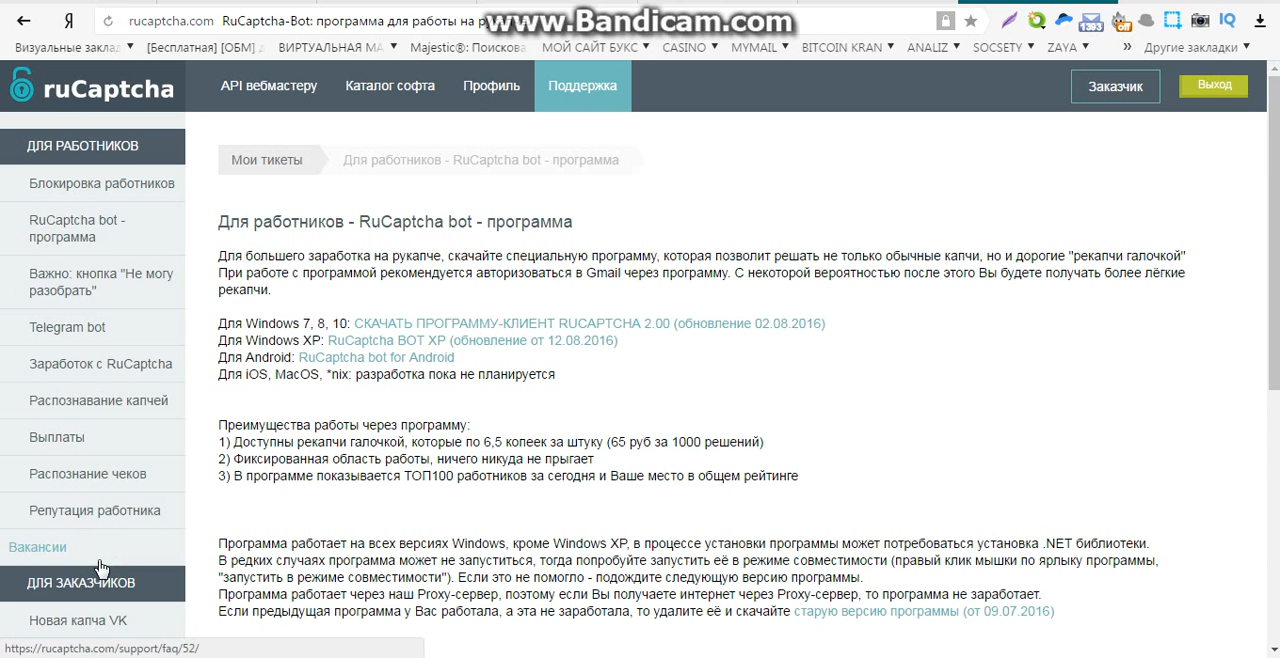 Я
rucaptcha.com RuCaptcha-Bot: программа для работы на
www.Bandicam.com
1393
off
IQ
Визуальные заклад
[Бесплатная] [ОБМ]
ВИРТУАЛЬНАЯ МА
Majestic®: Поискова
МОЙ САЙТ БУКС
CASINO
MYMAIL
BITCOIN KRAN
ANALIZ
SOCSETY
ZAYA
»
Другие закладки
ruCaptcha
API вебмастеру
Каталог софта
Профиль
Поддержка
Заказчик
Выход
ДЛЯ РАБОТНИКОВ
Блокировка работников
RuCaptcha bot -
программа
Важно: кнопка "Не могу
разобрать"
Telegram bot
Заработок с RuCaptcha
Распознавание капчей
Выплаты
Распознание чеков
Репутация работника
Вакансии
ДЛЯ ЗАКАЗЧИКОВ
Новая капча VK
https://rucaptcha.com/support/faq/52/
Мои тикеты
Для работников - RuCaptcha bot - программа
Для работников - RuCaptcha bot - программа
Для большего заработка на рукапче, скачайте специальную программу, которая позволит решать не только обычные капчи, но и дорогие "рекапчи галочкой"
При работе с программой рекомендуется авторизоваться в Gmail через программу. С некоторой вероятностью после этого Вы будете получать более лёгкие
рекапчи.
Для Windows 7, 8, 10: СКАЧАТЬ ПРОГРАММУ-КЛИЕНТ RUCAPTCHA 2.00 (обновление 02.08.2016)
Для Windows XP: RuCaptcha BOT XP (обновление от 12.08.2016)
Для Android: RuCaptcha bot for Android
Для iOS, MacOS, *nix: разработка пока не планируется
Преимущества работы через программу:
1) Доступны рекапчи галочкой, которые по 6,5 копеек за штуку (65 руб за 1000 решений)
2) Фиксированная область работы, ничего никуда не прыгает
3) В программе показывается ТОП100 работников за сегодня и Ваше место в общем рейтинге
Программа работает на всех версиях Windows, кроме Windows XP, в процессе установки программы может потребоваться установка .NET библиотеки.
В редких случаях программа может не запуститься, тогда попробуйте запустить её в режиме совместимости (правый клик мышки по ярлыку программы,
"запустить в режиме совместимости"). Если это не помогло - подождите следующую версию программы.
Программа работает через наш Proxy-сервер, поэтому если Вы получаете интернет через Proxy-сервер, то программа не заработает.
Если предыдущая программа у Вас работала, а эта не заработала, то удалите её и скачайте старую версию программы (от 09.07.2016)